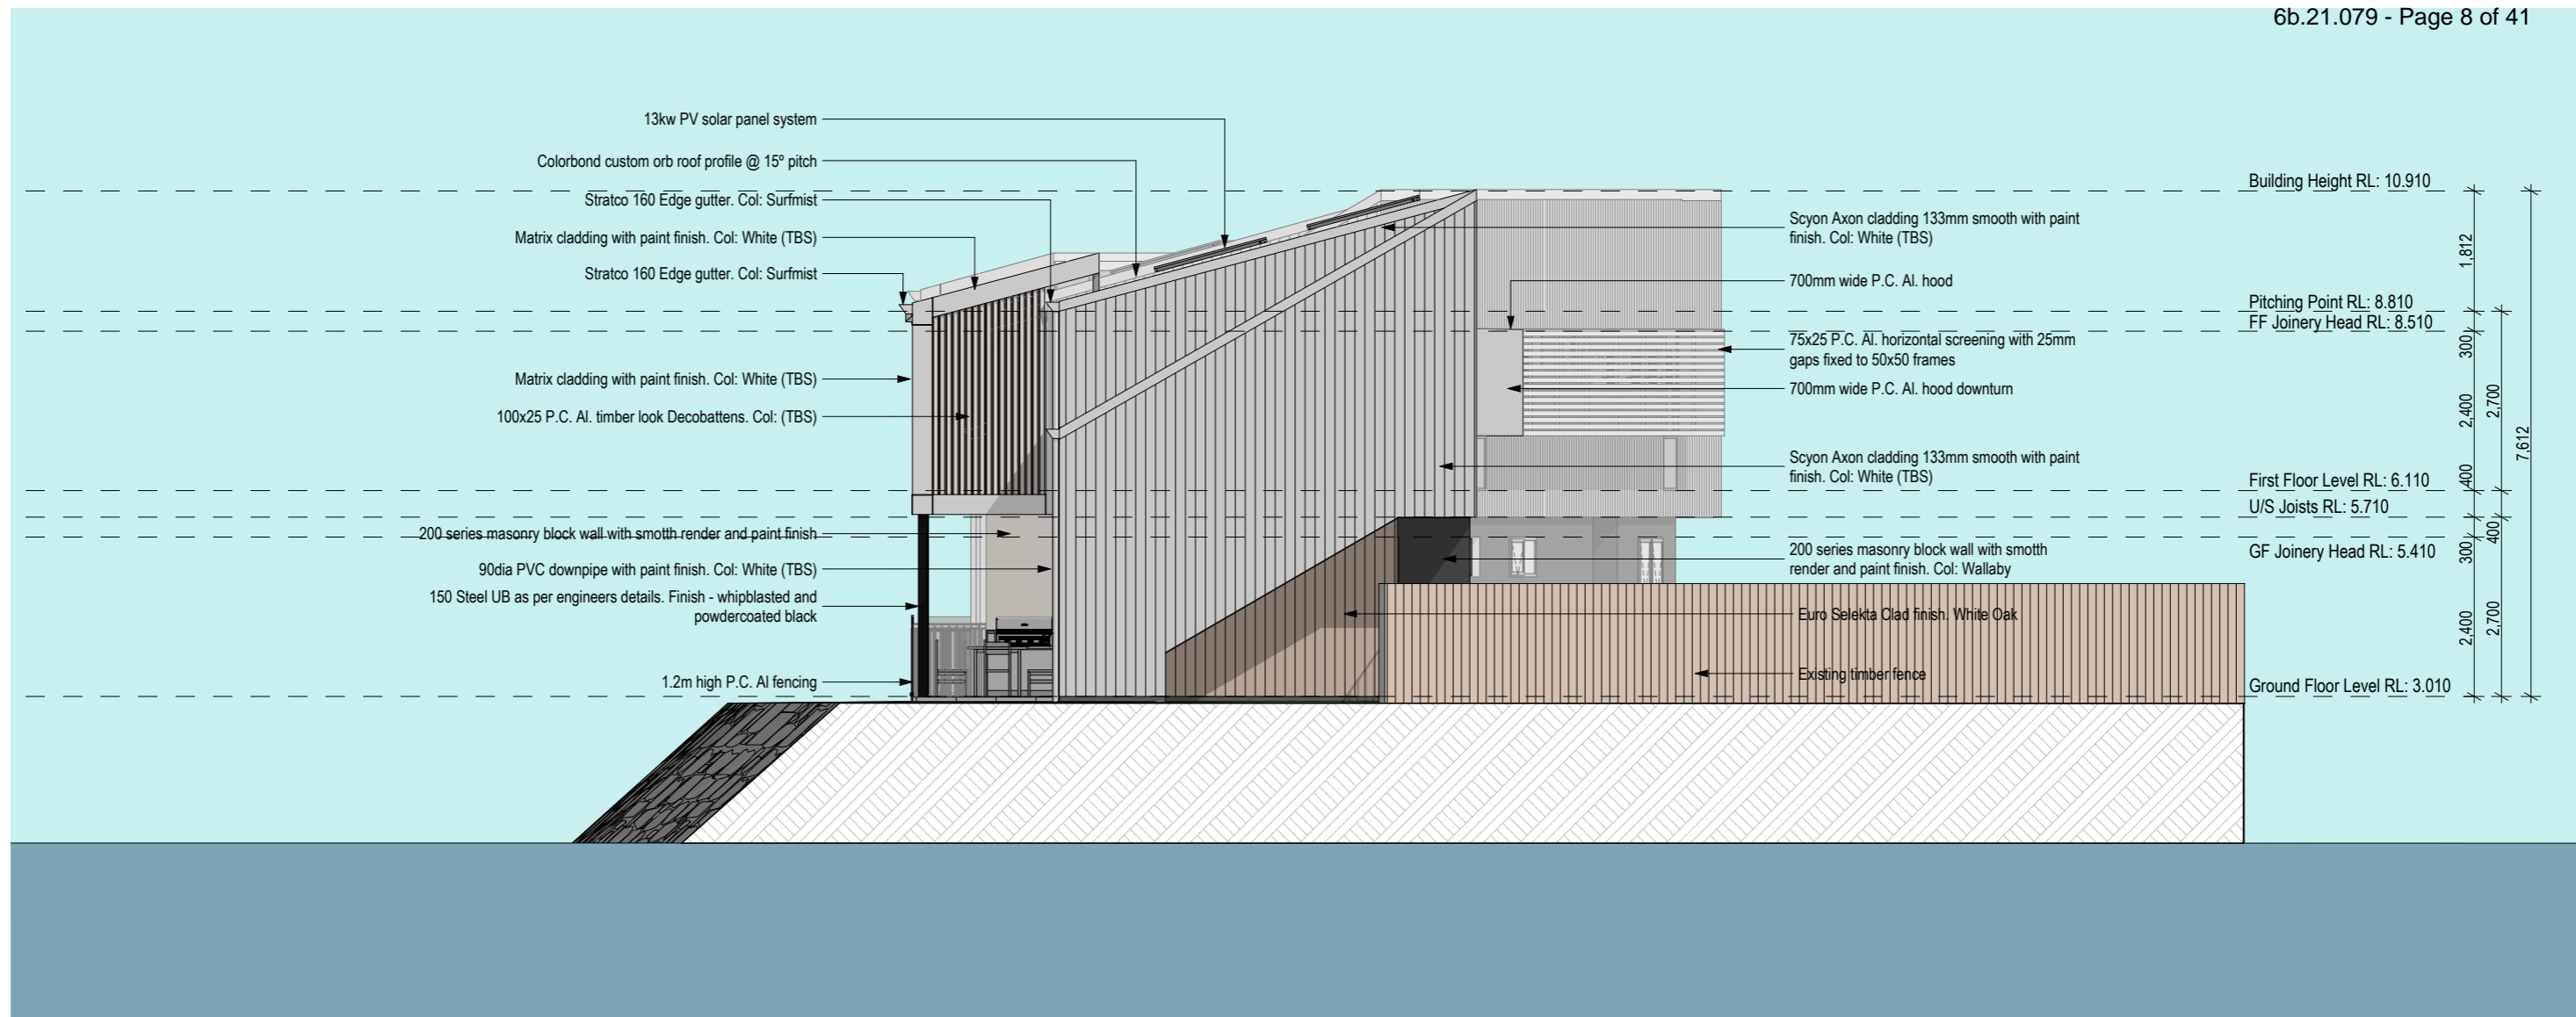 6b.21.079 - Page 8 of 41
13kw PV solar panel system
Colorbond custom orb roof profile @ 15º pitch
Stratco 160 Edge gutter. Col: Surfmist
Matrix cladding with paint finish. Col: White (TBS)
Stratco 160 Edge gutter. Col: Surfmist
Matrix cladding with paint finish. Col: White (TBS)
100x25 P.C. Al. timber look Decobattens. Col: (TBS)
200 series masonry block wall with smotth render and paint finish
90dia PVC downpipe with paint finish. Col: White (TBS)
150 Steel UB as per engineers details. Finish - whipblasted and
powdercoated black
1.2m high P.C. Al fencing
Scyon Axon cladding 133mm smooth with paint
finish. Col: White (TBS)
700mm wide P.C. Al. hood
75x25 P.C. Al. horizontal screening with 25mm
gaps fixed to 50x50 frames
700mm wide P.C. Al. hood downturn
Scyon Axon cladding 133mm smooth with paint
finish. Col: White (TBS)
200 series masonry block wall with smotth
render and paint finish. Col: Wallaby
Euro Selekta Clad finish. White Oak
Existing timber fence
Building Height RL: 10.910
Pitching Point RL: 8.810
FF Joinery Head RL: 8.510
First Floor Level RL: 6.110
U/S Joists RL: 5.710
GF Joinery Head RL: 5.410
Ground Floor Level RL: 3.010
1,812
300
2,400
400
300
2,400
2,700
400
2,700
7,612